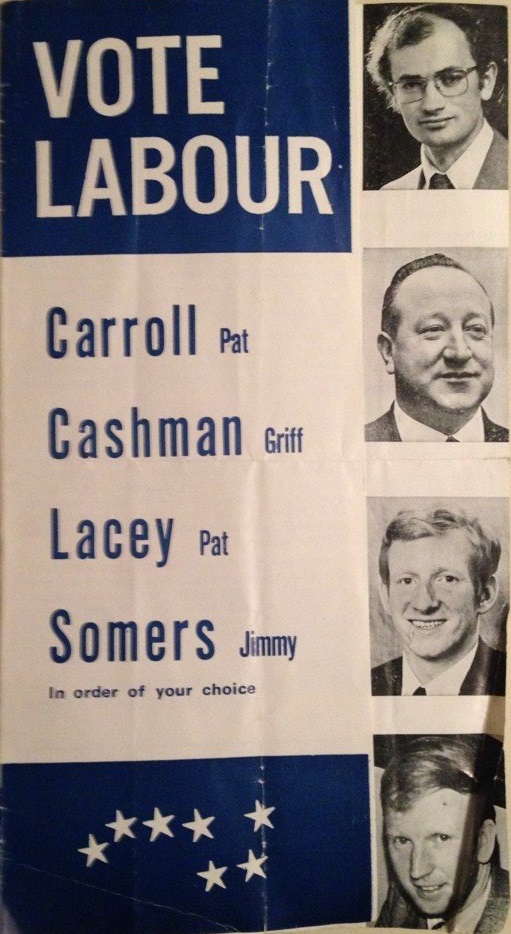 VOTE
LABOUR
Carroll Pat
Cashman Griff
Lacey Pat
Somers Jimmy
In order of your choice